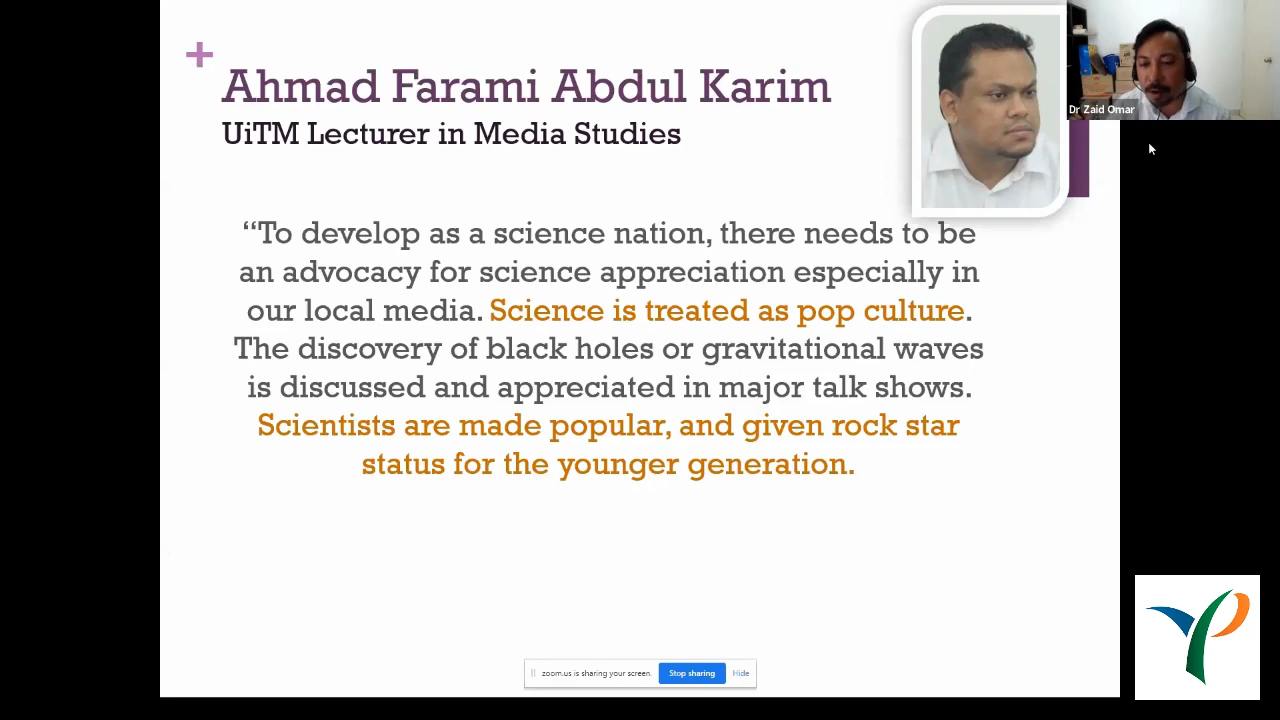 +
Ahmad Farami Abdul Karim
UiTM Lecturer in Media Studies
Dr Zaid Omar
“To develop as a science nation, there needs to be
an advocacy for science appreciation especially in
our local media. Science is treated as pop culture.
The discovery of black holes or gravitational waves
is discussed and appreciated in major talk shows.
Scientists are made popular, and given rock star
status for the younger generation.
zoom.us is sharing your screen. Stop sharing Hide